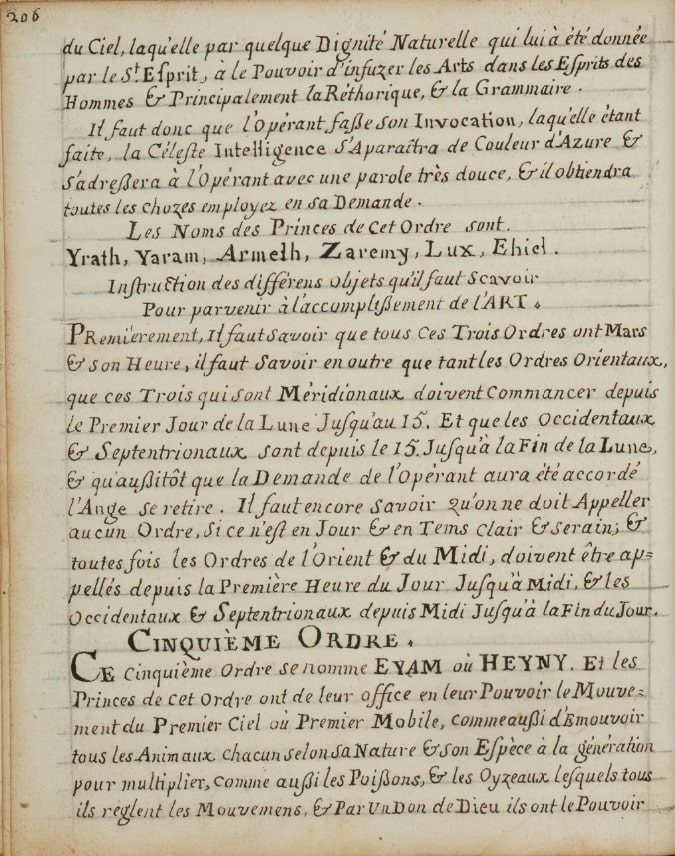 206
du Ciel, laqu'elle par quelque Dignité Naturelle qui lui à été donnée
par le S.t Esprit, à le Pouvoir d'infuzer les Arts dans les Esprits des
Hommes & Principalement la Réthorique, & la Grammaire.
Il faut donc que l'Opérant faße son Invocation, laqu'elle étant
faite, la Céleste Intelligence s'Aparaîtra de Couleur d'Azure &
s'adreßera à l'Opérant avec une parole très douce, & il obtiendra
toutes les chozes employez en sa Demande.
Les Noms des Princes de Cet Ordre sont.
Yrath, Yaram, Armeth, Zaremy, Lux, Ehiel.
Instruction des différens objets qu'il faut Scavoir
Pour parvenir à l'accomplißement de l'ART.
PRemièrement, Il faut savoir que tous Ces Trois Ordres ont Mars
& son Heure, il faut Savoir en outre que tant les Ordres Orientaux,
que ces Trois qui sont Méridionaux doivent Commancer depuis
le Premier Jour de la Lune Jusqu'au 15. Et que les Occidentaux
& Septentrionaux sont depuis le 15. Jusqu'à la Fin de la Lune,
& qu'außitôt que la Demande de l'Opérant aura été accordé
l'Ange se retire. Il faut encore Savoir qu'on ne doit Appeller
aucun Ordre, Si ce n'est en Jour & en Tems Clair & serain; &
toutes fois les Ordres de l'Orient & du Midi, doivent être ap=
pellés depuis la Première Heure du Jour Jusqu'à Midi, & les
Occidentaux & Septentrionaux depuis Midi Jusqu'à la Fin du Jour.
CINQUIÈME ORDRE.
CE Cinquième Ordre se nomme EYAM où HEYNY. Et les
Princes de Cet Ordre ont de leur office en leur Pouvoir le Mouve=
ment du Premier Ciel où Premier Mobile, comme außi d'Emouvoir
tous les Animaux chacun selon sa Nature & son Espèce à la génération
pour multiplier, comme außi les Poißons, & les Oyzeaux lesquels tous
ils reglent les Mouvemens, & Par Un Don de Dieu ils ont le Pouvoir